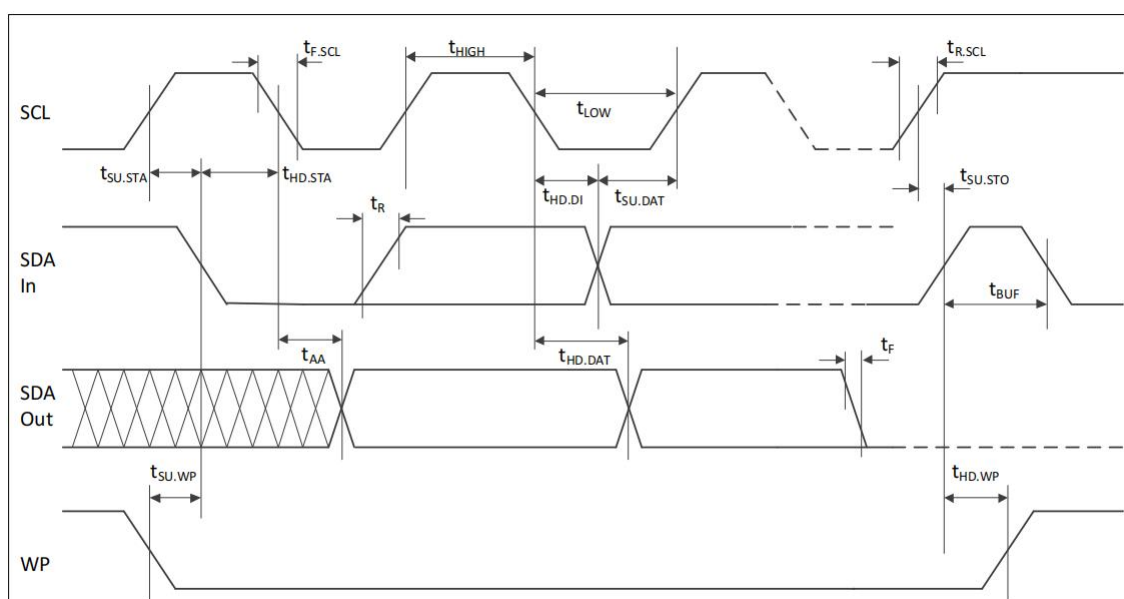 tF.SCL
tHIGH
tR.SCL
SCL
tLOW
tSU.STA
tHD.STA
tHD.DI
tSU.DAT
tSU.STO
tR
SDA
In
tBUF
tAA
tHD.DAT
tF
SDA
Out
tSU.WP
tHD.WP
WP